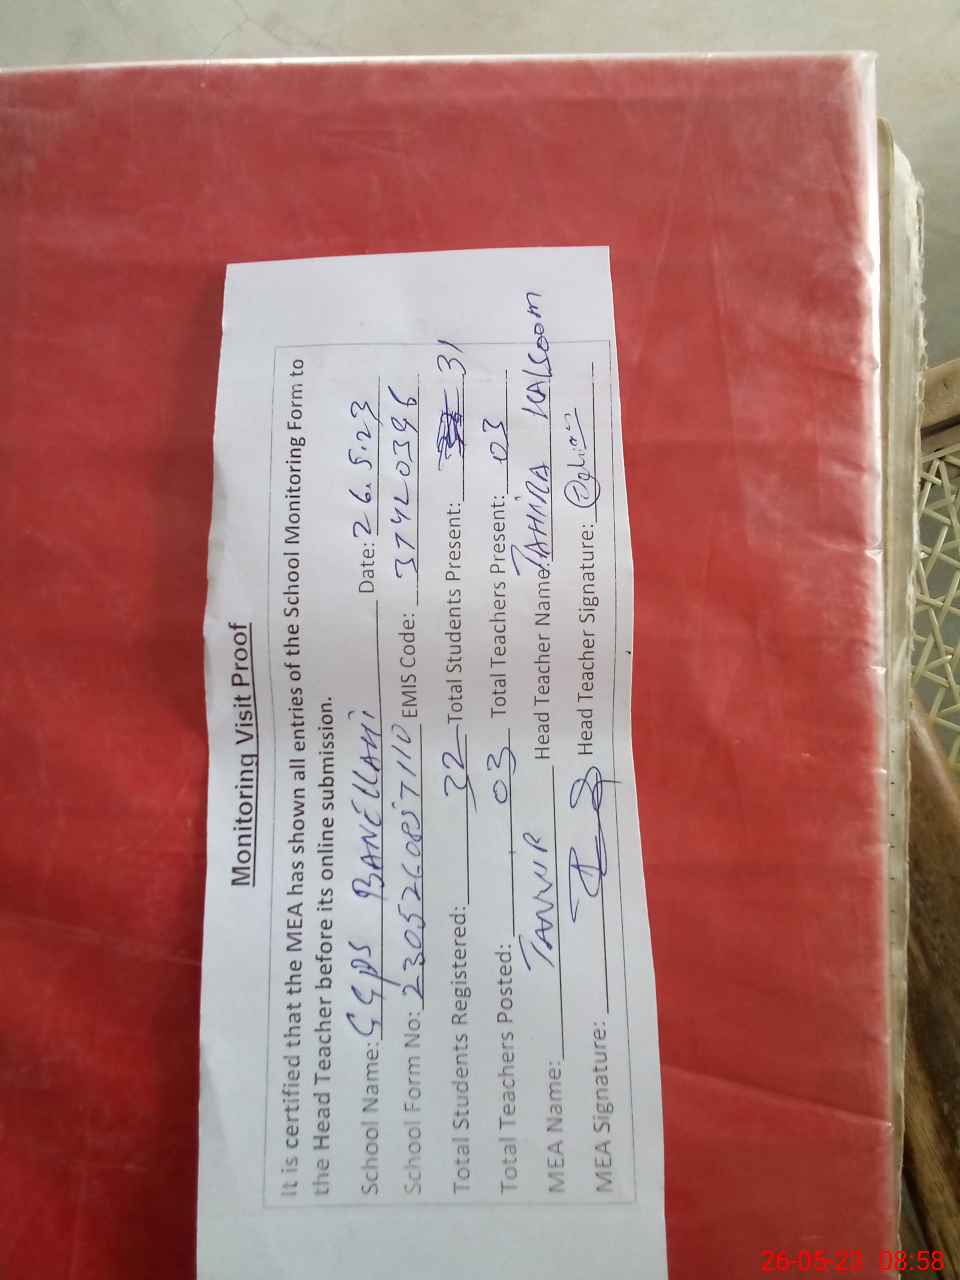 Monitoring Visit Proof
It is certified that the MEA has shown all entries of the School Monitoring Form to
the Head Teacher before its online submission.
School Name: GGPS Date: 26.5.23
School Form No: 2305260857110 EMIS Code: 37420396
Total Students Registered: 32 Total Students Present: 31
Total Teachers Posted: 03 Total Teachers Present: 03
MEA Name: TANVIR Head Teacher Name: TAHIRA KALSOOM
MEA Signature: Head Teacher Signature:
26-05-23 08:58